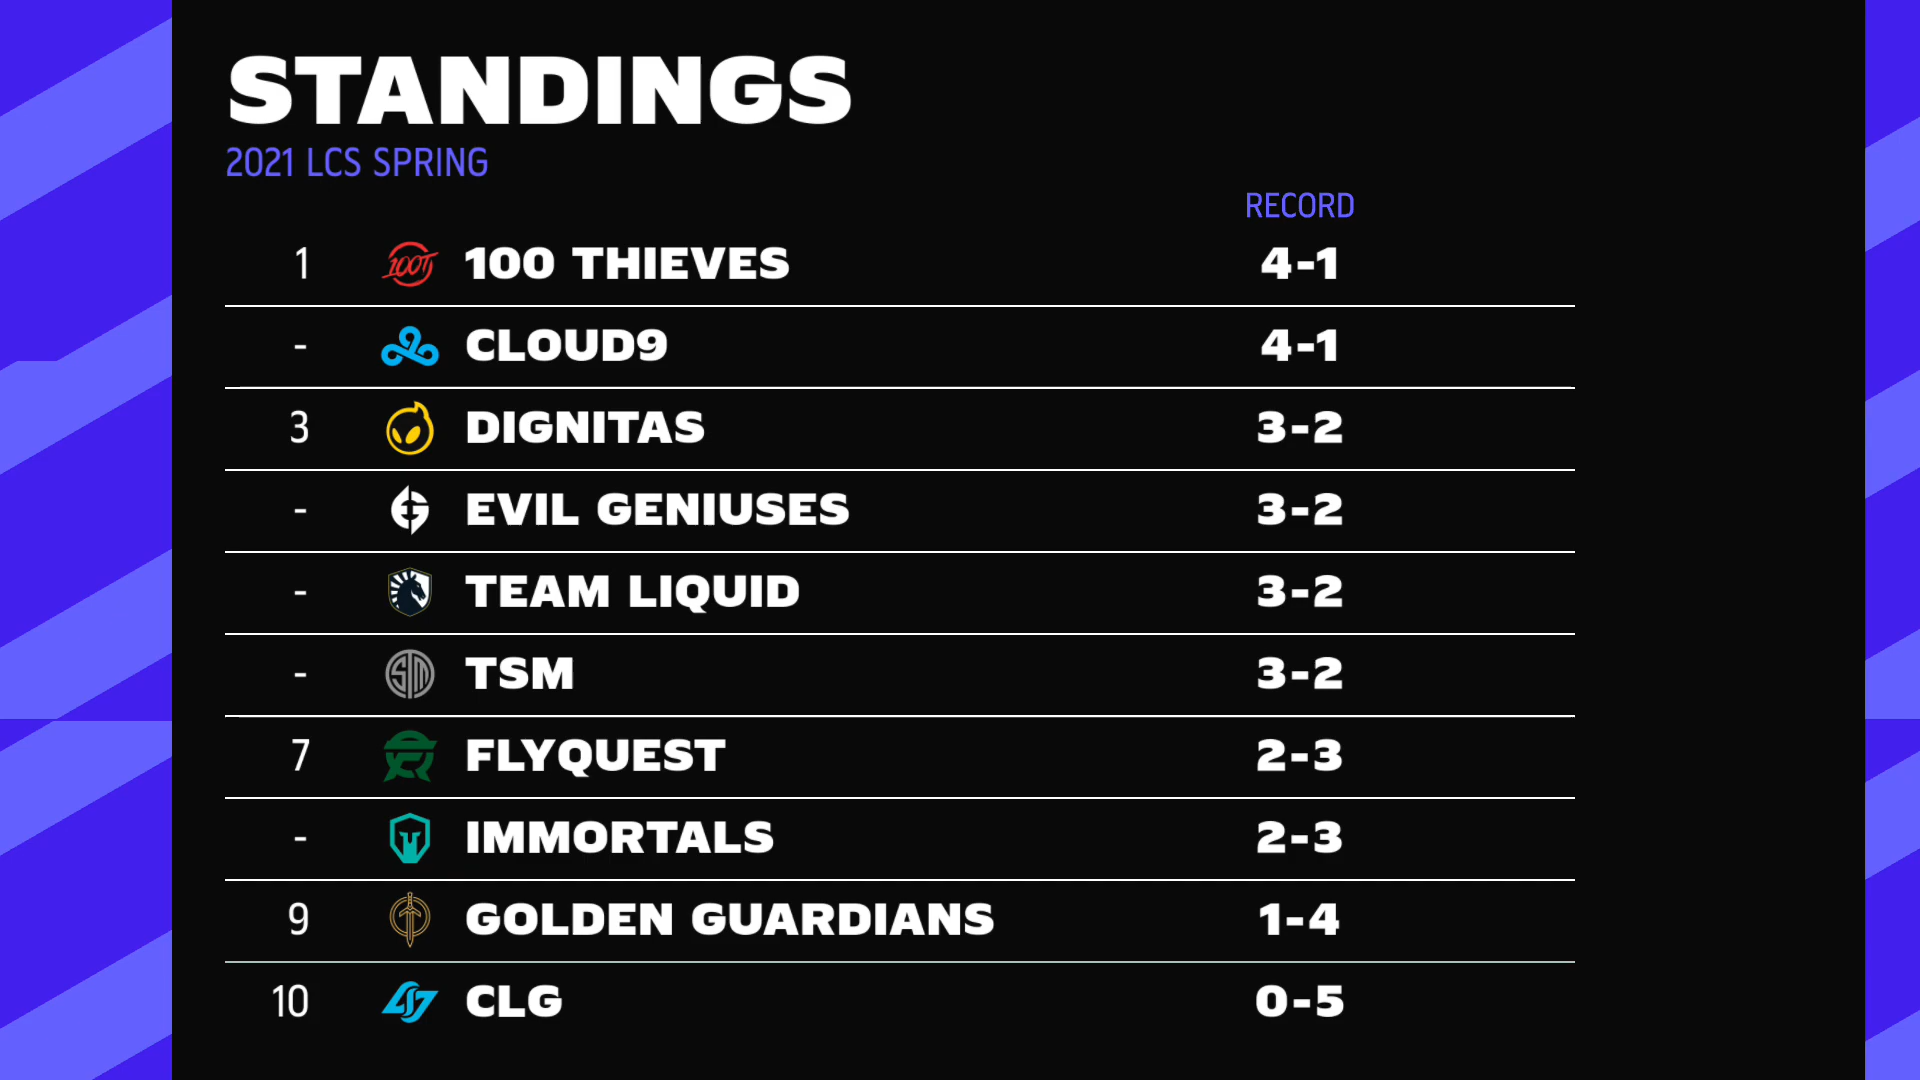 STANDINGS
2021 LCS SPRING
RECORD
1 100T 100 THIEVES 4-1
- CLOUD9 4-1
3 DIGNITAS 3-2
- EVIL GENIUSES 3-2
- TEAM LIQUID 3-2
- TSM TSM 3-2
7 FLYQUEST 2-3
- IMMORTALS 2-3
9 GOLDEN GUARDIANS 1-4
10 CLG 0-5